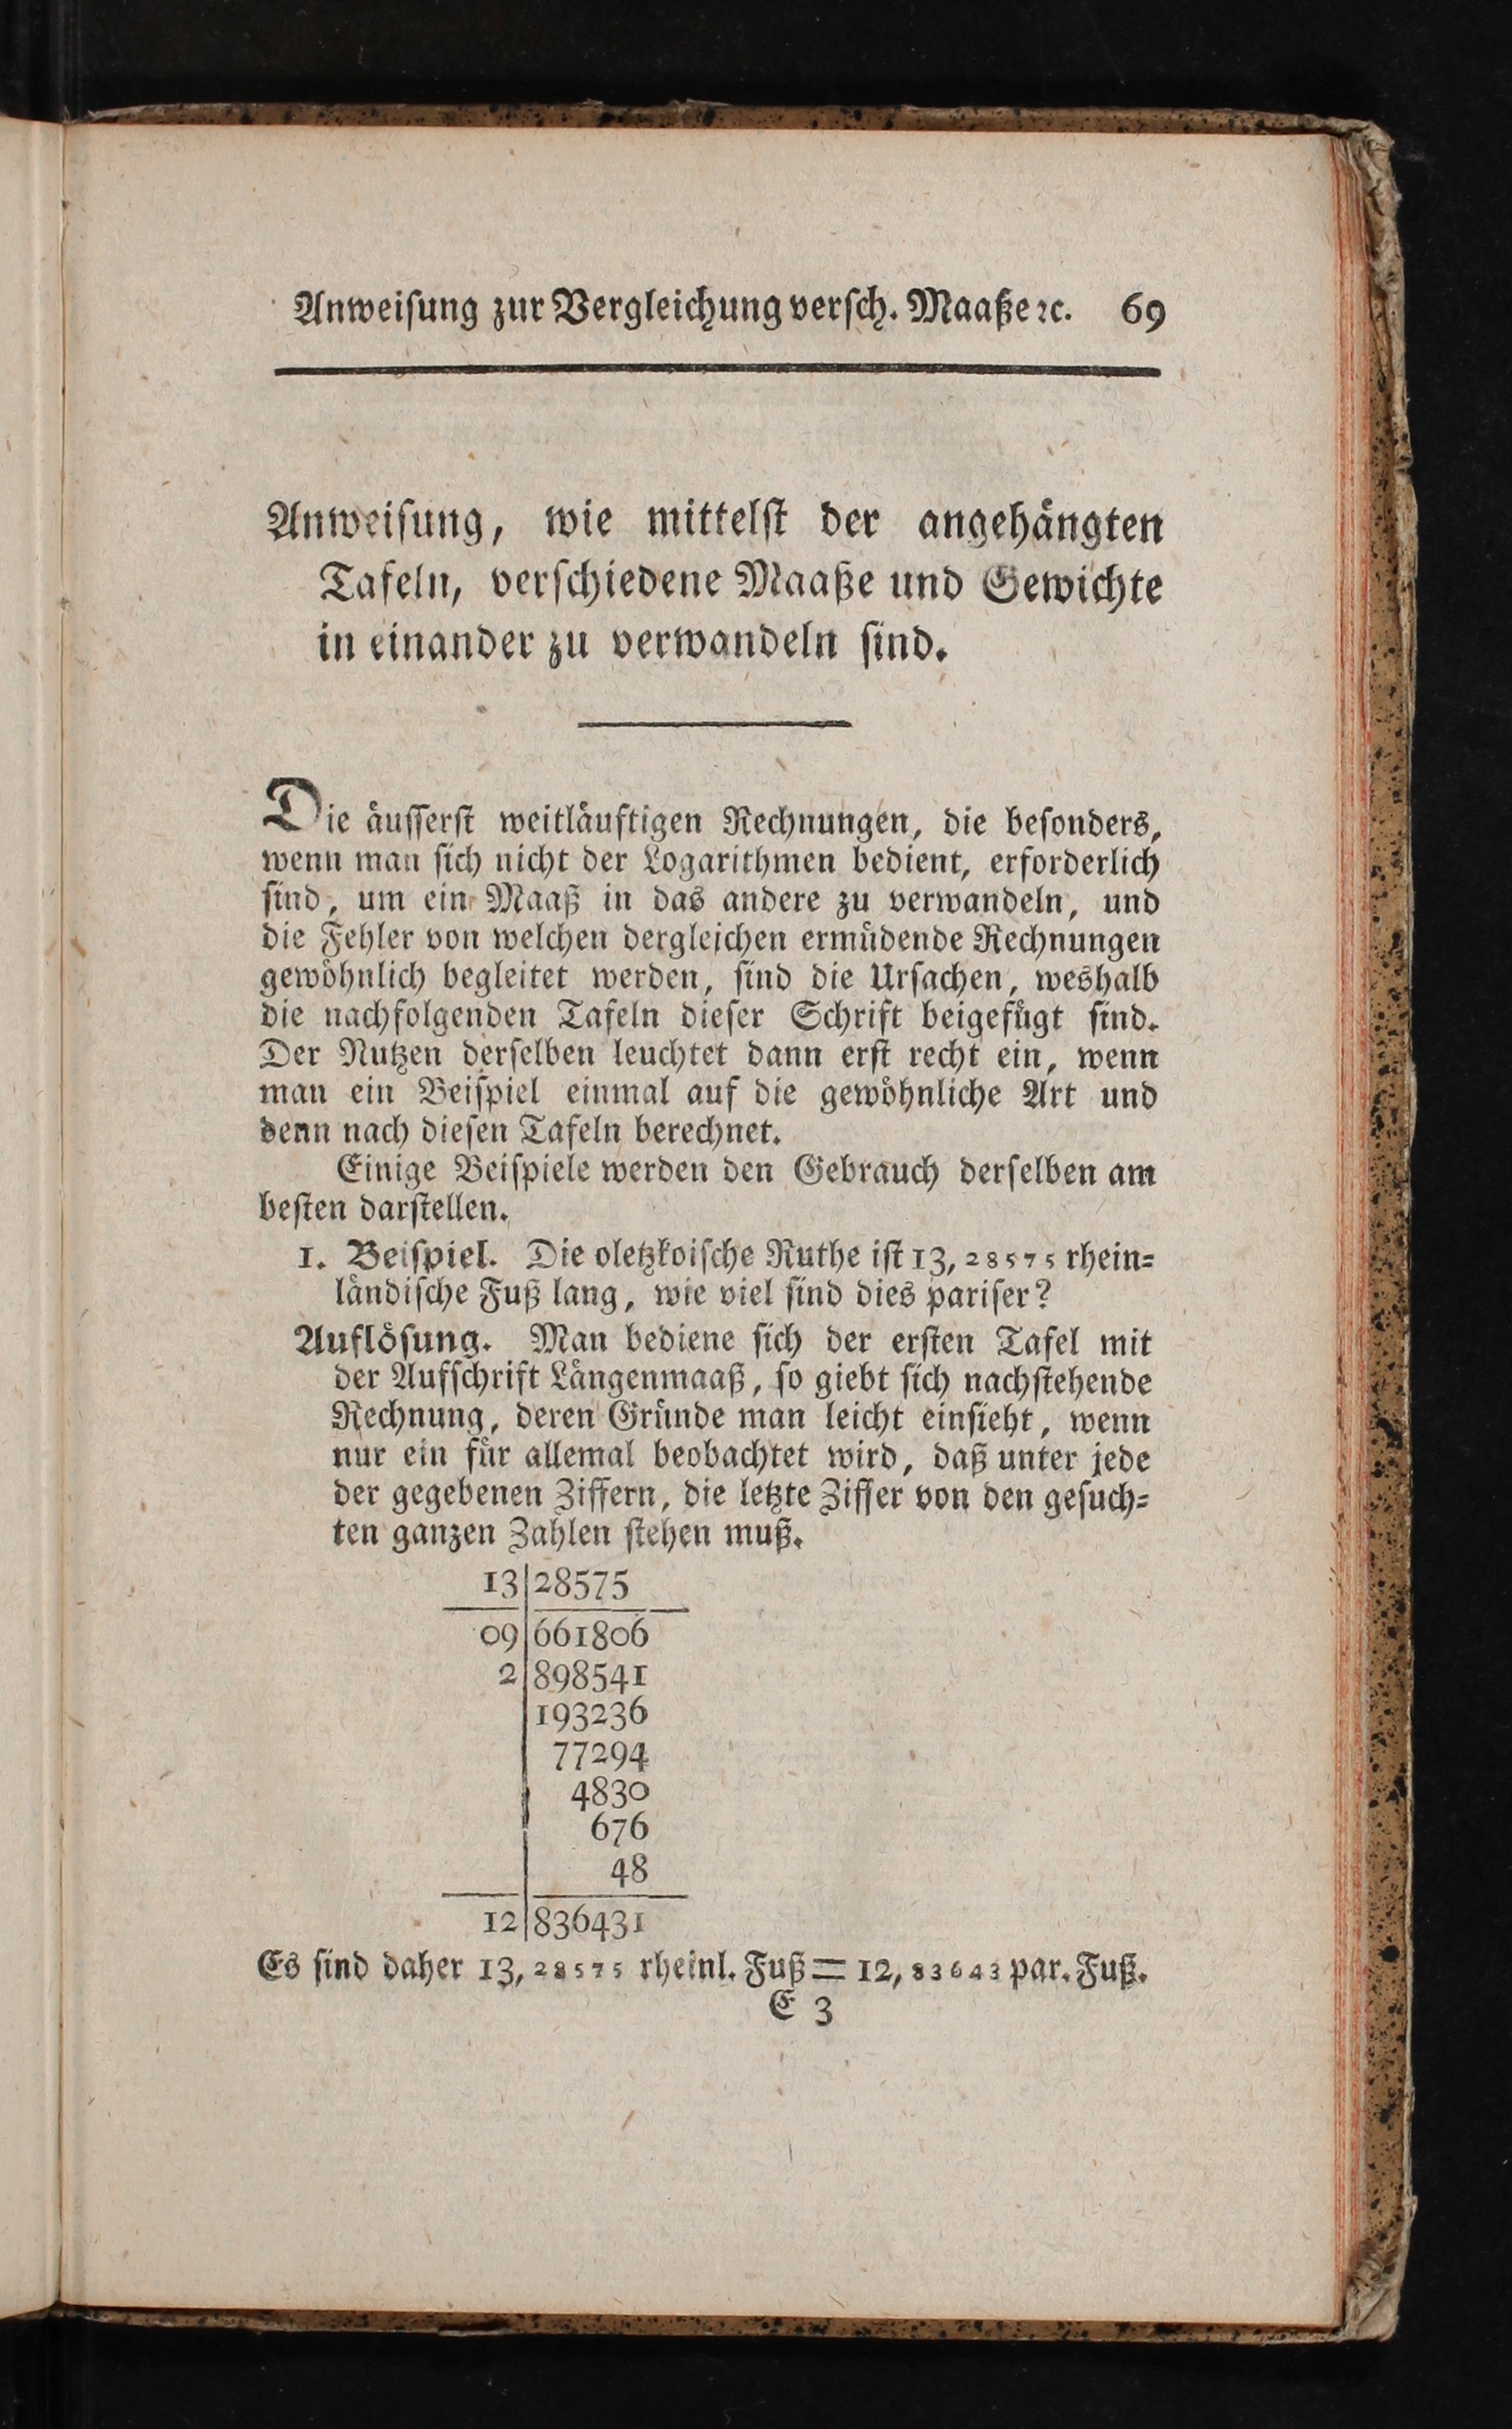 Anweiſung zur Vergleichung verſch. Maaße ꝛc. 69
Anweiſung, wie mittelſt der angehängten
Tafeln, verſchiedene Maaße und Gewichte
in einander zu verwandeln ſind.
Die äuſſerſt weitläuftigen Rechnungen, die beſonders,
wenn man ſich nicht der Logarithmen bedient, erforderlich
ſind, um ein Maaß in das andere zu verwandeln, und
die Fehler von welchen dergleichen ermüdende Rechnungen
gewöhnlich begleitet werden, ſind die Urſachen, weshalb
die nachfolgenden Tafeln dieſer Schrift beigefügt ſind.
Der Nutzen derſelben leuchtet dann erſt recht ein, wenn
man ein Beiſpiel einmal auf die gewöhnliche Art und
denn nach dieſen Tafeln berechnet.
Einige Beiſpiele werden den Gebrauch derſelben am
beſten darſtellen.
1. Beiſpiel. Die oletzkoiſche Ruthe iſt 13,28575 rhein⸗
ländiſche Fuß lang, wie viel ſind dies pariſer?
Auflöſung. Man bediene ſich der erſten Tafel mit
der Aufſchrift Längenmaaß, ſo giebt ſich nachſtehende
Rechnung, deren Gründe man leicht einſieht, wenn
nur ein für allemal beobachtet wird, daß unter jede
der gegebenen Ziffern, die letzte Ziffer von den geſuch⸗
ten ganzen Zahlen ſtehen muß.
13|28575
09|661806
2|898541
193236
77294
4830
676
48
12|836431
Es ſind daher 13,28575 rheinl. Fuß = 12,83643 par. Fuß.
E 3